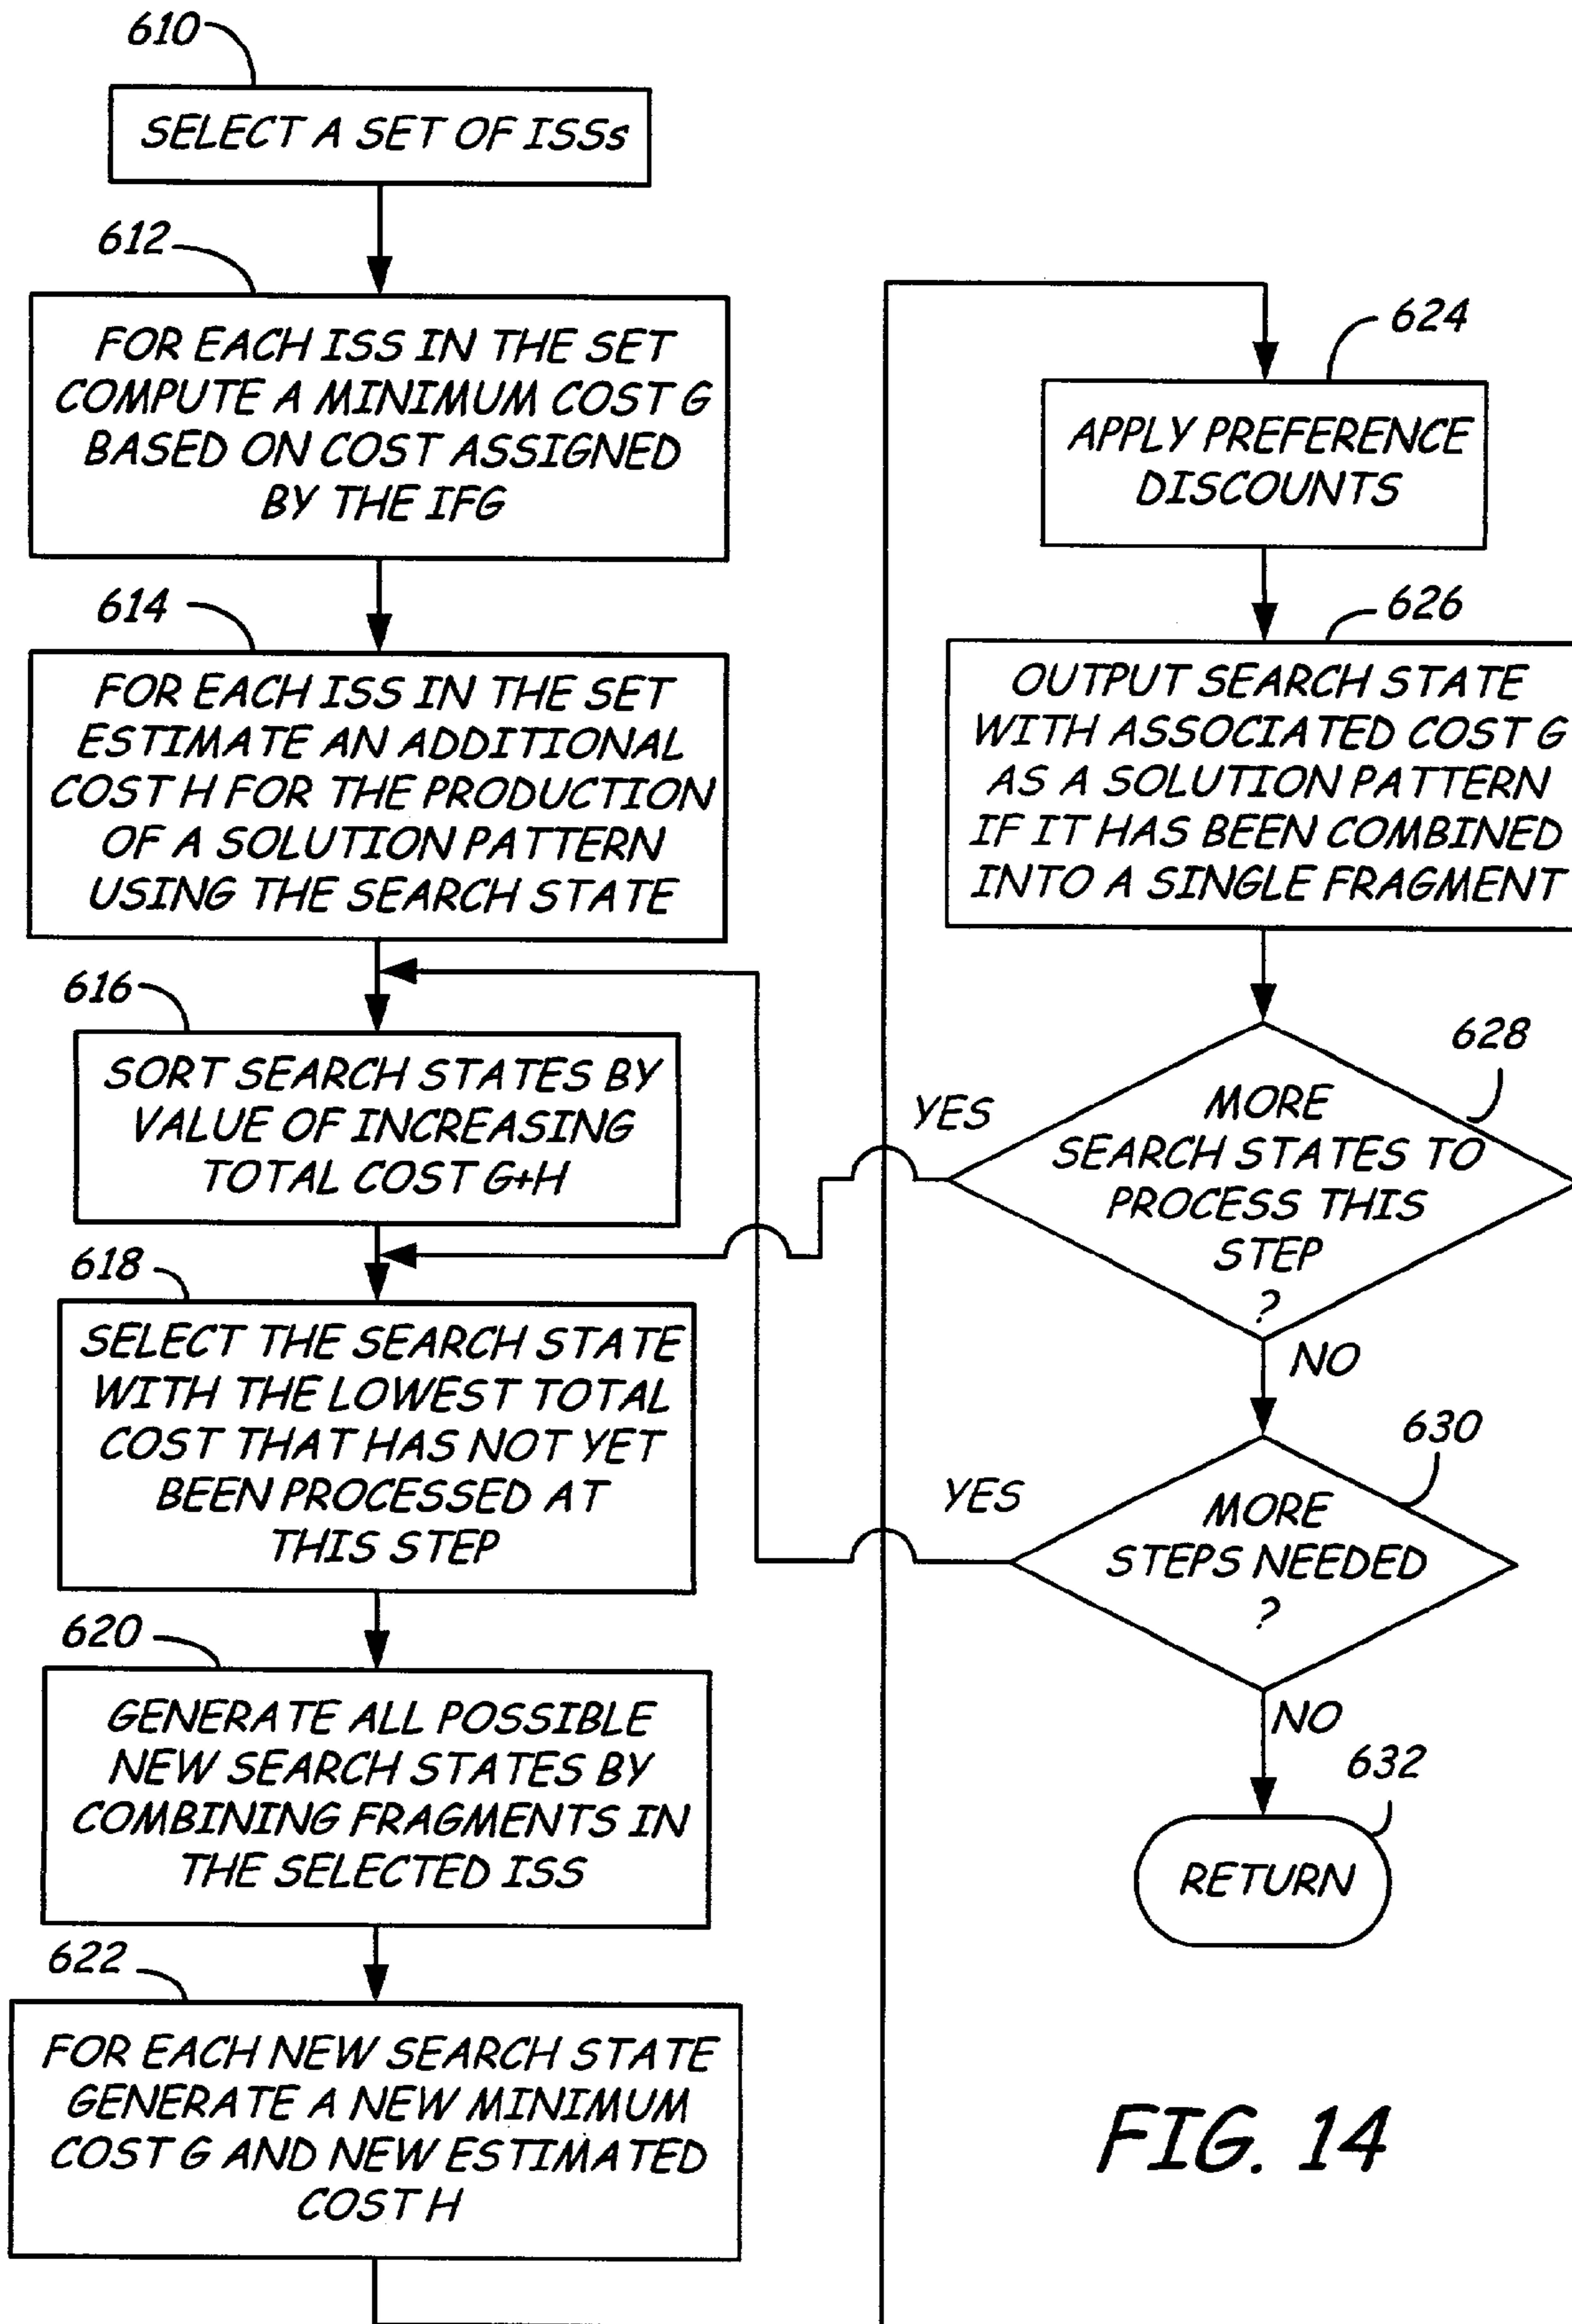 610
SELECT A SET OF ISSs
612
FOR EACH ISS IN THE SET
COMPUTE A MINIMUM COST G
BASED ON COST ASSIGNED
BY THE IFG
614
FOR EACH ISS IN THE SET
ESTIMATE AN ADDITIONAL
COST H FOR THE PRODUCTION
OF A SOLUTION PATTERN
USING THE SEARCH STATE
616
SORT SEARCH STATES BY
VALUE OF INCREASING
TOTAL COST G+H
618
SELECT THE SEARCH STATE
WITH THE LOWEST TOTAL
COST THAT HAS NOT YET
BEEN PROCESSED AT
THIS STEP
620
GENERATE ALL POSSIBLE
NEW SEARCH STATES BY
COMBINING FRAGMENTS IN
THE SELECTED ISS
622
FOR EACH NEW SEARCH STATE
GENERATE A NEW MINIMUM
COST G AND NEW ESTIMATED
COST H
624
APPLY PREFERENCE
DISCOUNTS
626
OUTPUT SEARCH STATE
WITH ASSOCIATED COST G
AS A SOLUTION PATTERN
IF IT HAS BEEN COMBINED
INTO A SINGLE FRAGMENT
628
YES
MORE
SEARCH STATES TO
PROCESS THIS
STEP
?
NO
630
YES
MORE
STEPS NEEDED
?
NO
632
RETURN
FIG. 14